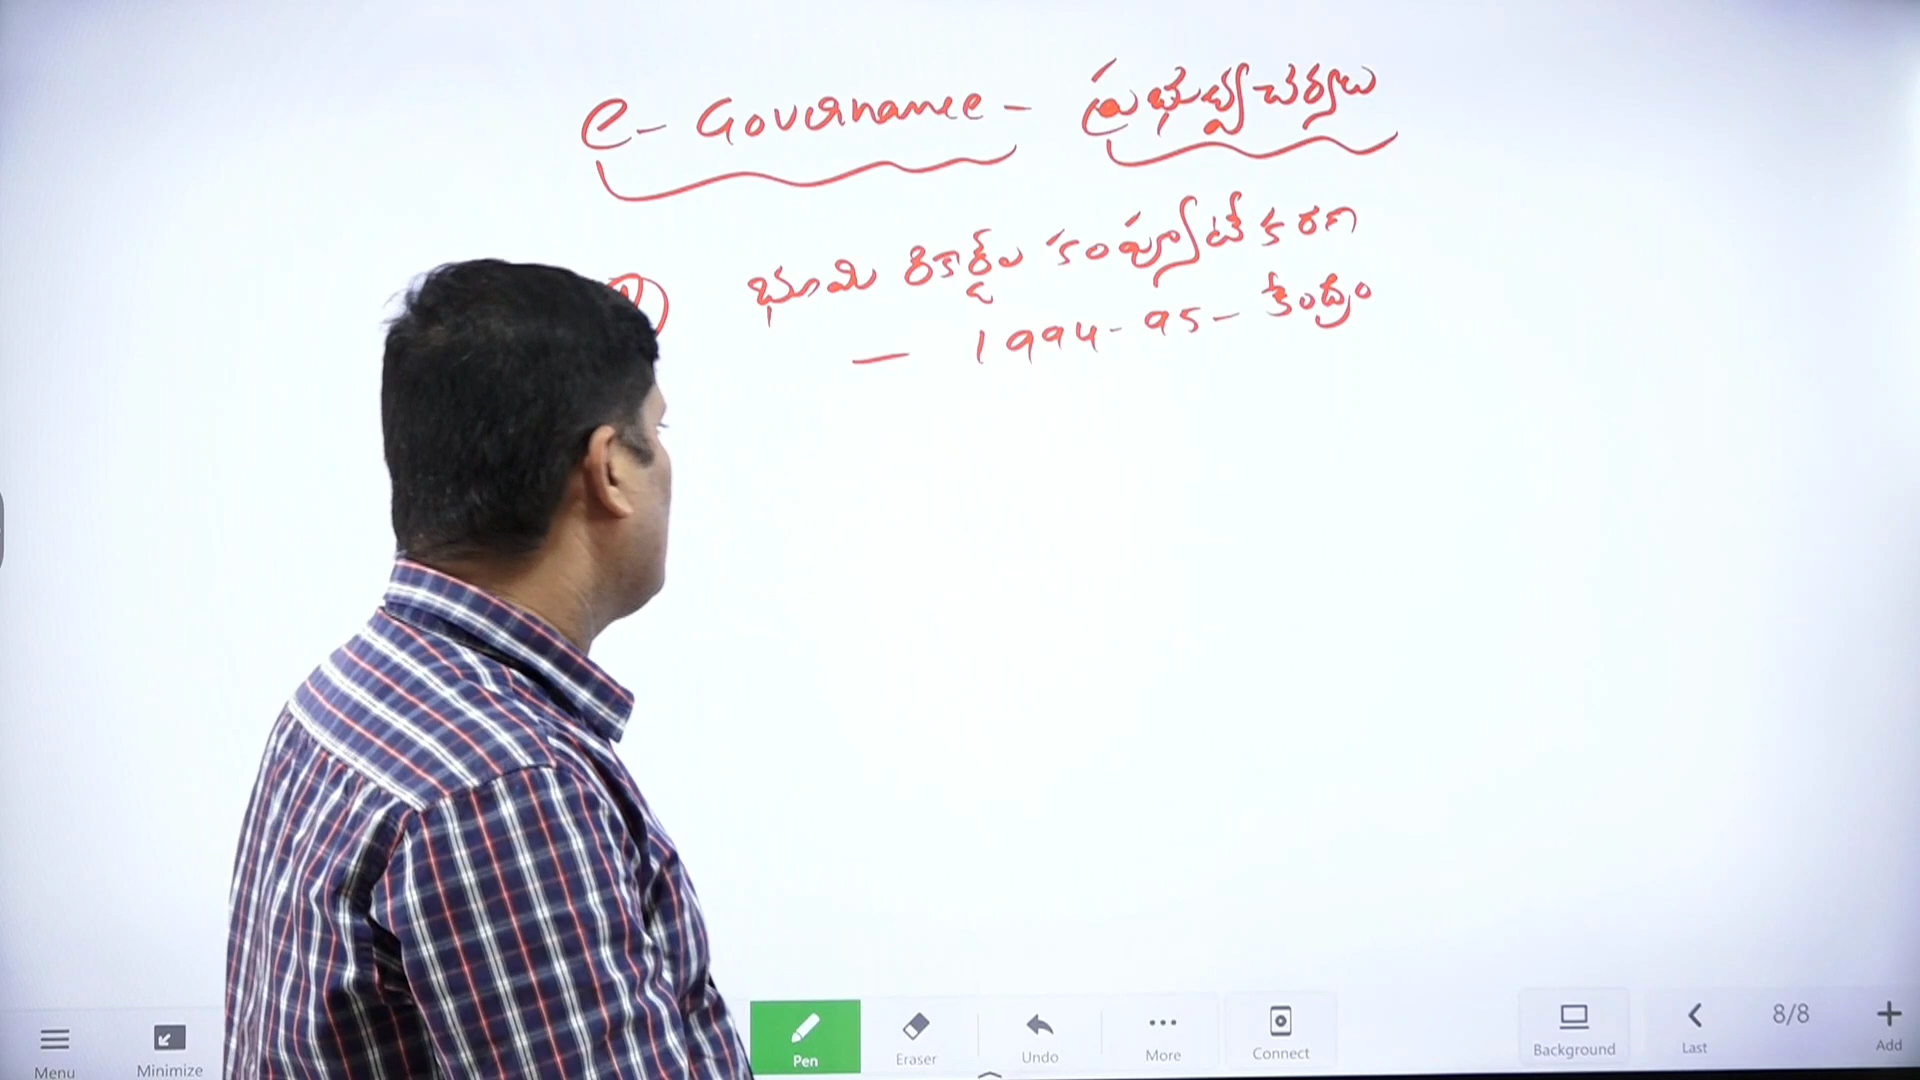 e- Governance - ప్రభుత్వ చర్యలు
భూమి రికార్డ్ల కంప్యూటీకరణ
- 1994-95 - కేంద్రం
Menu
Minimize
Pen
Eraser
Undo
More
Connect
Background
Last
8/8
Add